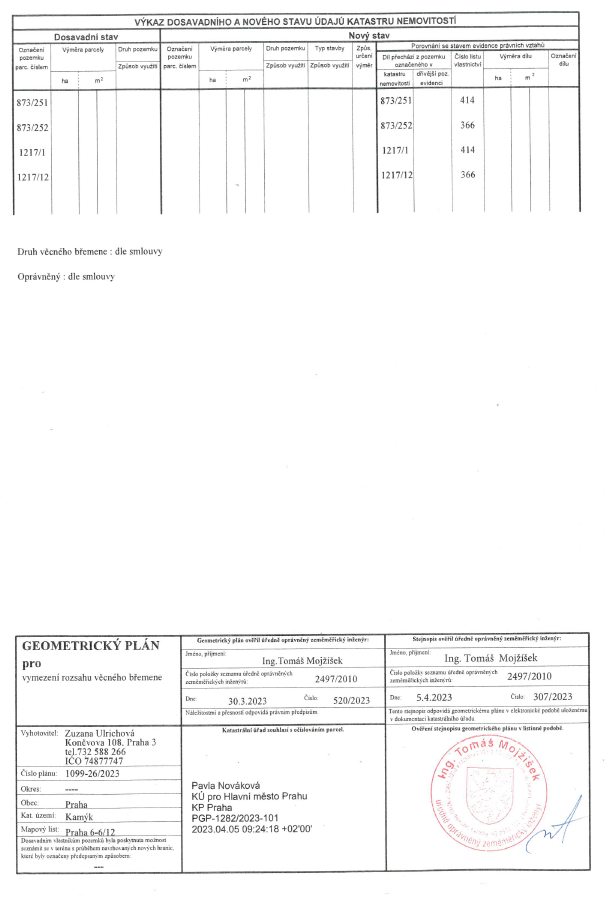 VÝKAZ DOSAVADNÍHO A NOVÉHO STAVU ÚDAJŮ KATASTRU NEMOVITOSTÍ
Dosavadní stav
Nový stav
Označení pozemku parc. číslem
Výměra parcely
ha
m²
Druh pozemku
Způsob využití
Označení pozemku parc. číslem
Výměra parcely
ha
m²
Druh pozemku
Způsob využití
Typ stavby
Způsob využití
Způs. určení výměr
Porovnání se stavem evidence právních vztahů
Díl přechází z pozemku označeného v
katastru nemovitostí
dřívější poz. evidenci
Číslo listu vlastnictví
Výměra dílu
ha
m²
Označení dílu
873/251 873/251 414
873/252 873/252 366
1217/1 1217/1 414
1217/12 1217/12 366
Druh věcného břemene : dle smlouvy
Oprávněný : dle smlouvy
GEOMETRICKÝ PLÁN
pro
vymezení rozsahu věcného břemene
Geometrický plán ověřil úředně oprávněný zeměměřický inženýr:
Jméno, příjmení:
Ing.Tomáš Mojžíšek
Číslo položky seznamu úředně oprávněných
zeměměřických inženýrů:
2497/2010
Dne: 30.3.2023 Číslo: 520/2023
Náležitostmi a přesností odpovídá právním předpisům.
Stejnopis ověřil úředně oprávněný zeměměřický inženýr:
Jméno, příjmení:
Ing. Tomáš Mojžíšek
Číslo položky seznamu úředně oprávněných
zeměměřických inženýrů:
2497/2010
Dne: 5.4.2023 Číslo: 307/2023
Tento stejnopis odpovídá geometrickému plánu v elektronické podobě uloženému
v dokumentaci katastrálního úřadu.
Vyhotovitel: Zuzana Ulrichová
Koněvova 108, Praha 3
tel.732 588 266
IČO 74877747
Číslo plánu: 1099-26/2023
Okres: ----
Obec: Praha
Kat. území: Kamýk
Mapový list: Praha 6-6/12
Dosavadním vlastníkům pozemků byla poskytnuta možnost
seznámit se v terénu s průběhem navrhovaných nových hranic,
které byly označeny předepsaným způsobem:
---
Katastrální úřad souhlasí s očíslováním parcel.
Pavla Nováková
KÚ pro Hlavní město Prahu
KP Praha
PGP-1282/2023-101
2023.04.05 09:24:18 +02'00'
Ověření stejnopisu geometrického plánu v listinné podobě.
Ing. Tomáš Mojžíšek
úředně oprávněný zeměměřický inženýr